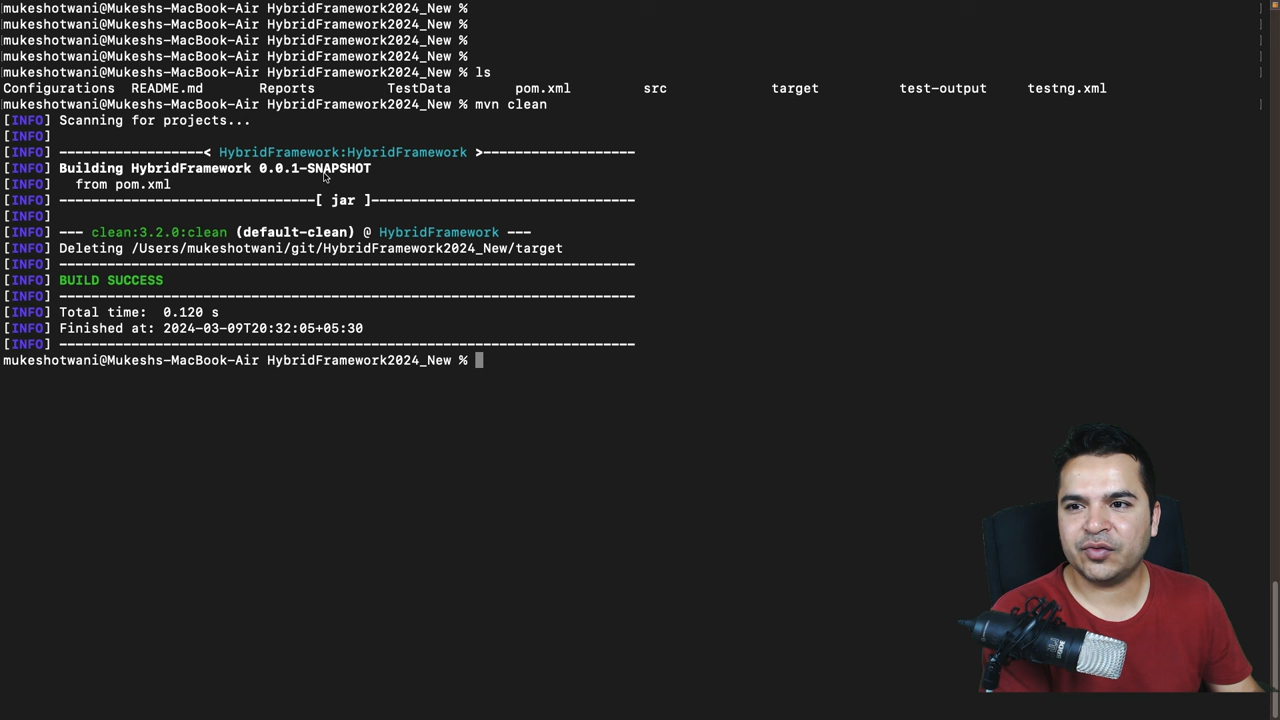 mukeshotwani@Mukeshs-MacBook-Air HybridFramework2024_New %
mukeshotwani@Mukeshs-MacBook-Air HybridFramework2024_New %
mukeshotwani@Mukeshs-MacBook-Air HybridFramework2024_New %
mukeshotwani@Mukeshs-MacBook-Air HybridFramework2024_New %
mukeshotwani@Mukeshs-MacBook-Air HybridFramework2024_New % ls
Configurations README.md Reports TestData pom.xml src target test-output testng.xml
mukeshotwani@Mukeshs-MacBook-Air HybridFramework2024_New % mvn clean
[INFO] Scanning for projects...
[INFO]
[INFO] ------------------< HybridFramework:HybridFramework >-------------------
[INFO] Building HybridFramework 0.0.1-SNAPSHOT
[INFO]   from pom.xml
[INFO] --------------------------------[ jar ]---------------------------------
[INFO]
[INFO] --- clean:3.2.0:clean (default-clean) @ HybridFramework ---
[INFO] Deleting /Users/mukeshotwani/git/HybridFramework2024_New/target
[INFO] ------------------------------------------------------------------------
[INFO] BUILD SUCCESS
[INFO] ------------------------------------------------------------------------
[INFO] Total time:  0.120 s
[INFO] Finished at: 2024-03-09T20:32:05+05:30
[INFO] ------------------------------------------------------------------------
mukeshotwani@Mukeshs-MacBook-Air HybridFramework2024_New %